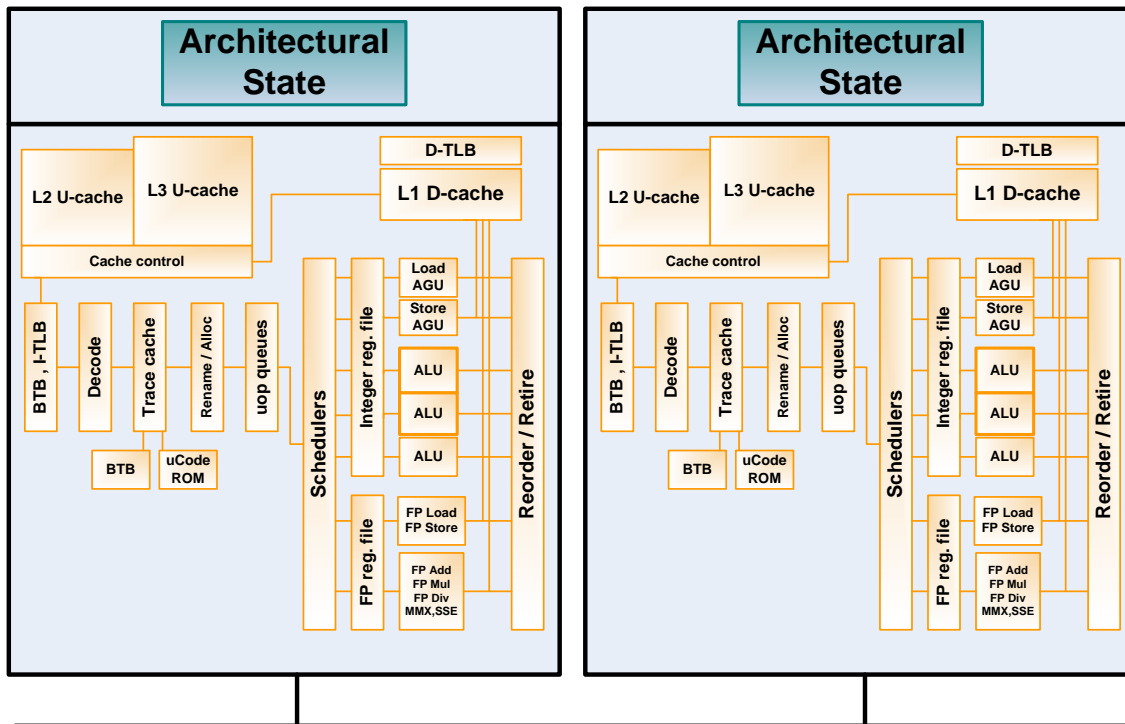 Architectural
State
D-TLB
L2 U-cache
L3 U-cache
L1 D-cache
Cache control
BTB , I-TLB
Decode
Trace cache
Rename / Alloc
uop queues
BTB
uCode
ROM
Schedulers
Integer reg. file
FP reg. file
Load
AGU
Store
AGU
ALU
ALU
ALU
FP Load
FP Store
FP Add
FP Mul
FP Div
MMX,SSE
Reorder / Retire
Architectural
State
D-TLB
L2 U-cache
L3 U-cache
L1 D-cache
Cache control
BTB , I-TLB
Decode
Trace cache
Rename / Alloc
uop queues
BTB
uCode
ROM
Schedulers
Integer reg. file
FP reg. file
Load
AGU
Store
AGU
ALU
ALU
ALU
FP Load
FP Store
FP Add
FP Mul
FP Div
MMX,SSE
Reorder / Retire